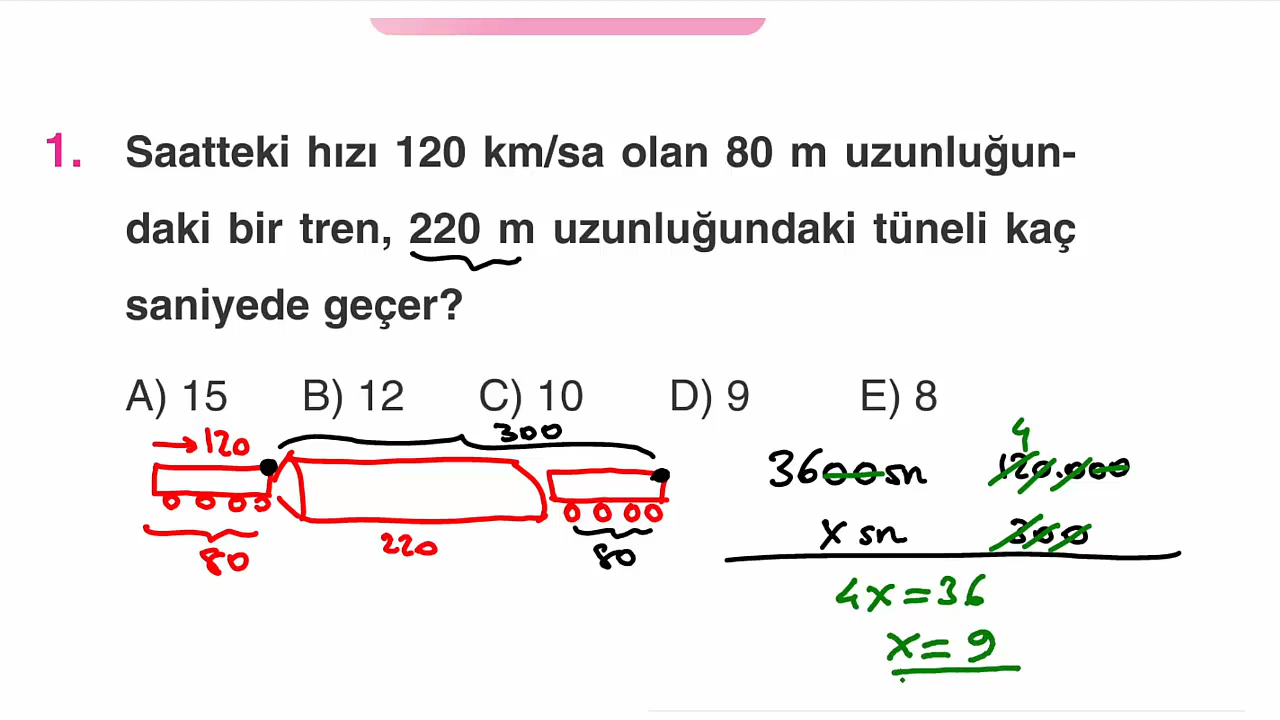 1. Saatteki hızı 120 km/sa olan 80 m uzunluğun-
daki bir tren, 220 m uzunluğundaki tüneli kaç
saniyede geçer?
A) 15 B) 12 C) 10 D) 9 E) 8
→120
300
80
220
80
3600 sn 120.000
4
x sn 300
4x = 36
x = 9